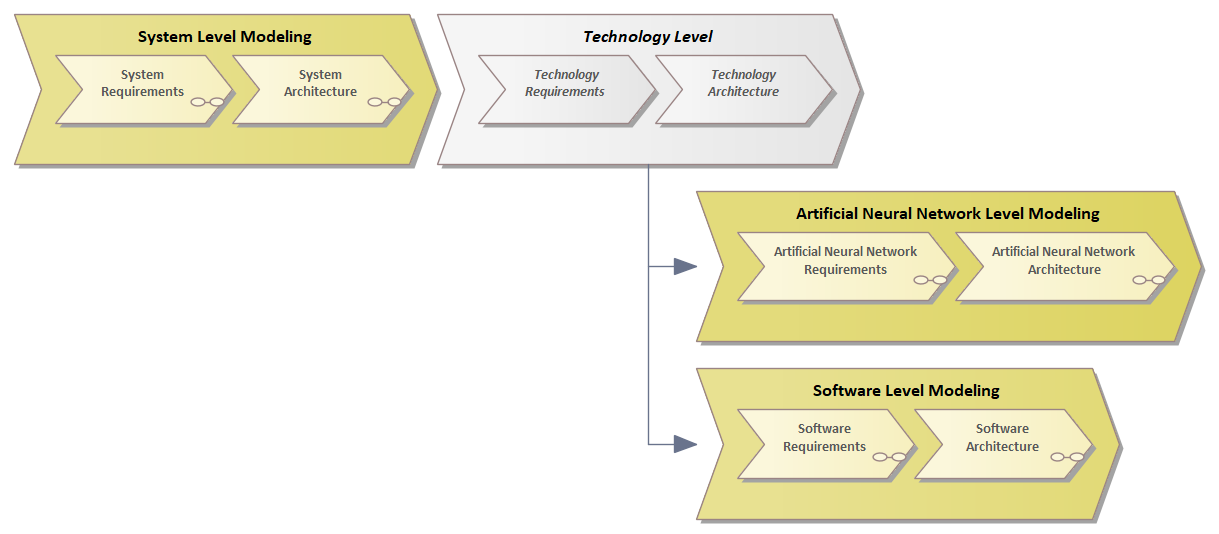 System Level Modeling
System
Requirements
System
Architecture
Technology Level
Technology
Requirements
Technology
Architecture
Artificial Neural Network Level Modeling
Artificial Neural Network
Requirements
Artificial Neural Network
Architecture
Software Level Modeling
Software
Requirements
Software
Architecture